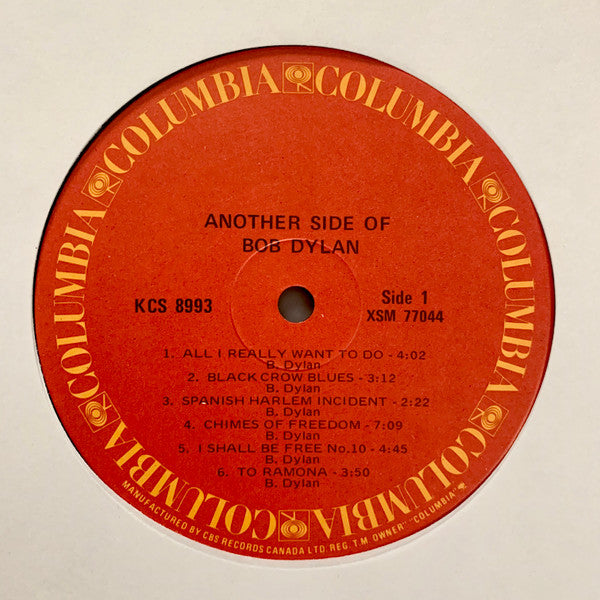 COLUMBIA COLUMBIA COLUMBIA COLUMBIA COLUMBIA COLUMBIA
ANOTHER SIDE OF
BOB DYLAN
KCS 8993
Side 1
XSM 77044
1. ALL I REALLY WANT TO DO - 4:02
B. Dylan
2. BLACK CROW BLUES - 3:12
B. Dylan
3. SPANISH HARLEM INCIDENT - 2:22
B. Dylan
4. CHIMES OF FREEDOM - 7:09
B. Dylan
5. I SHALL BE FREE No.10 - 4:45
B. Dylan
6. TO RAMONA - 3:50
B. Dylan
MANUFACTURED BY CBS RECORDS CANADA LTD. REG. T.M. OWNER "COLUMBIA"